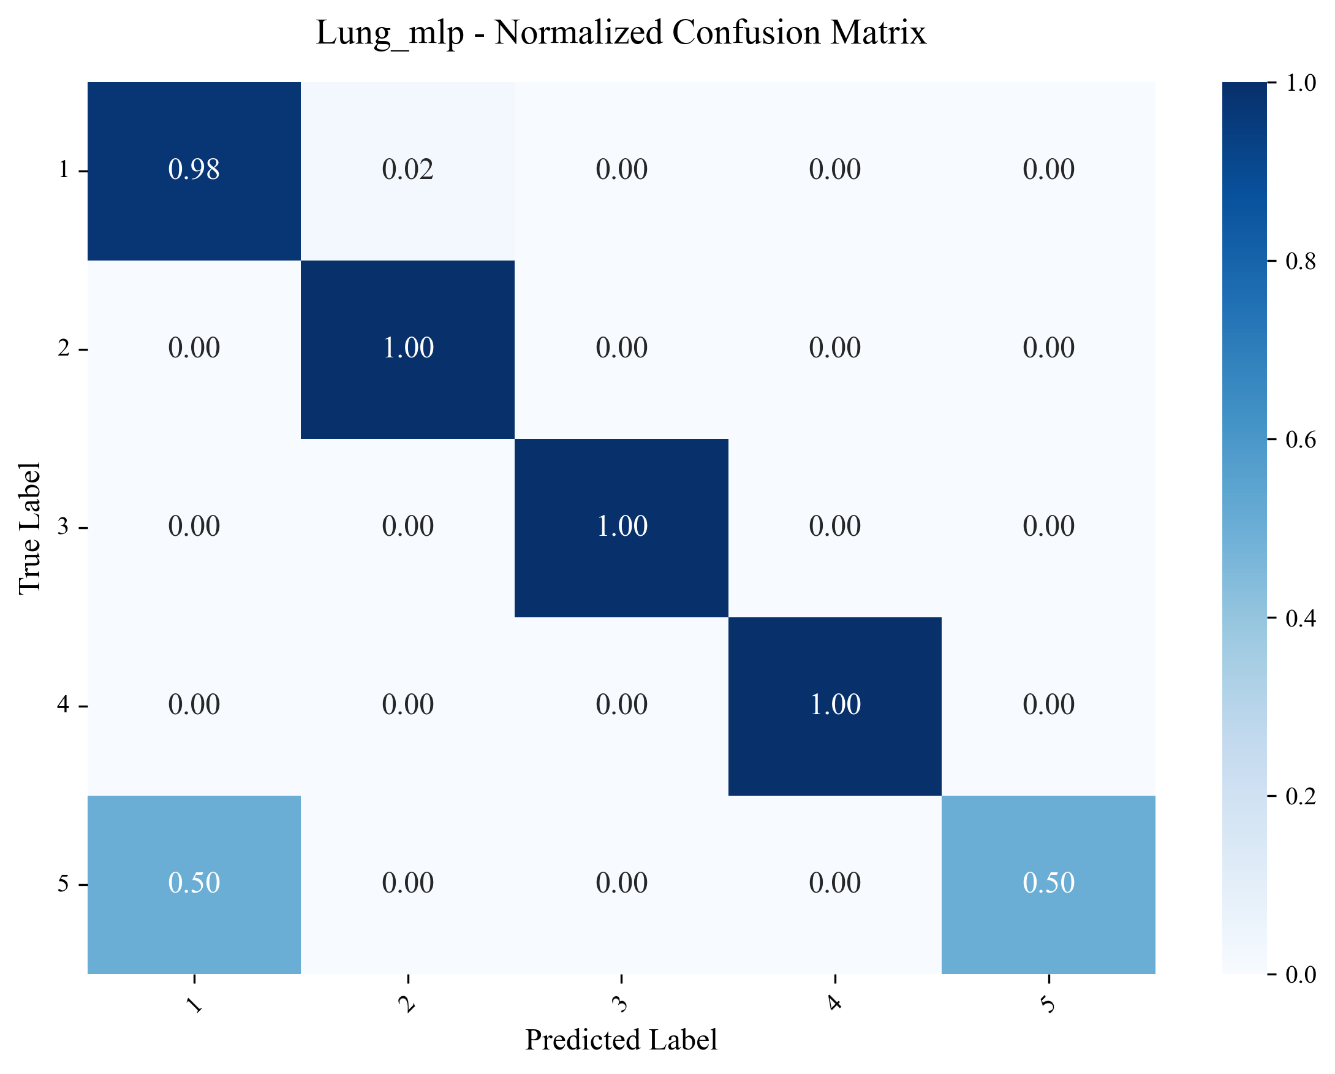 Lung_mlp - Normalized Confusion Matrix
1.0
1 0.98 0.02 0.00 0.00 0.00
0.8
2 0.00 1.00 0.00 0.00 0.00
0.6
True Label
3 0.00 0.00 1.00 0.00 0.00
0.4
4 0.00 0.00 0.00 1.00 0.00
0.2
5 0.50 0.00 0.00 0.00 0.50
0.0
1 2 3 4 5
Predicted Label